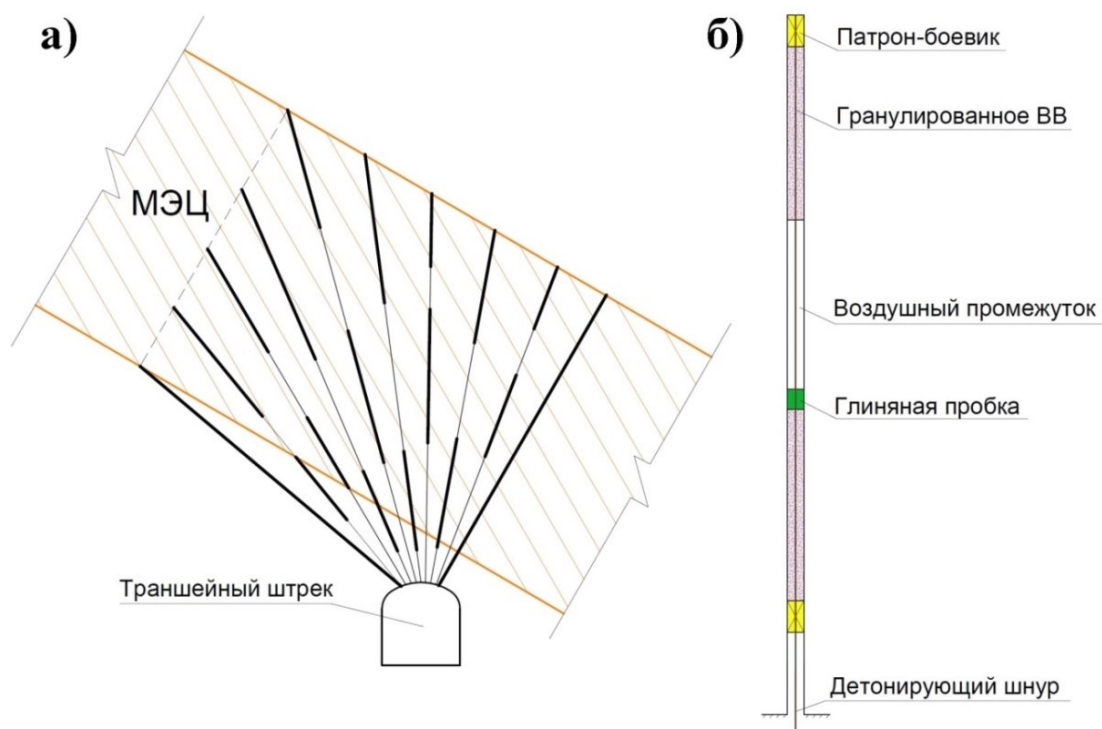 а)
МЭЦ
Траншейный штрек
б)
Патрон-боевик
Гранулированное ВВ
Воздушный промежуток
Глиняная пробка
Детонирующий шнур